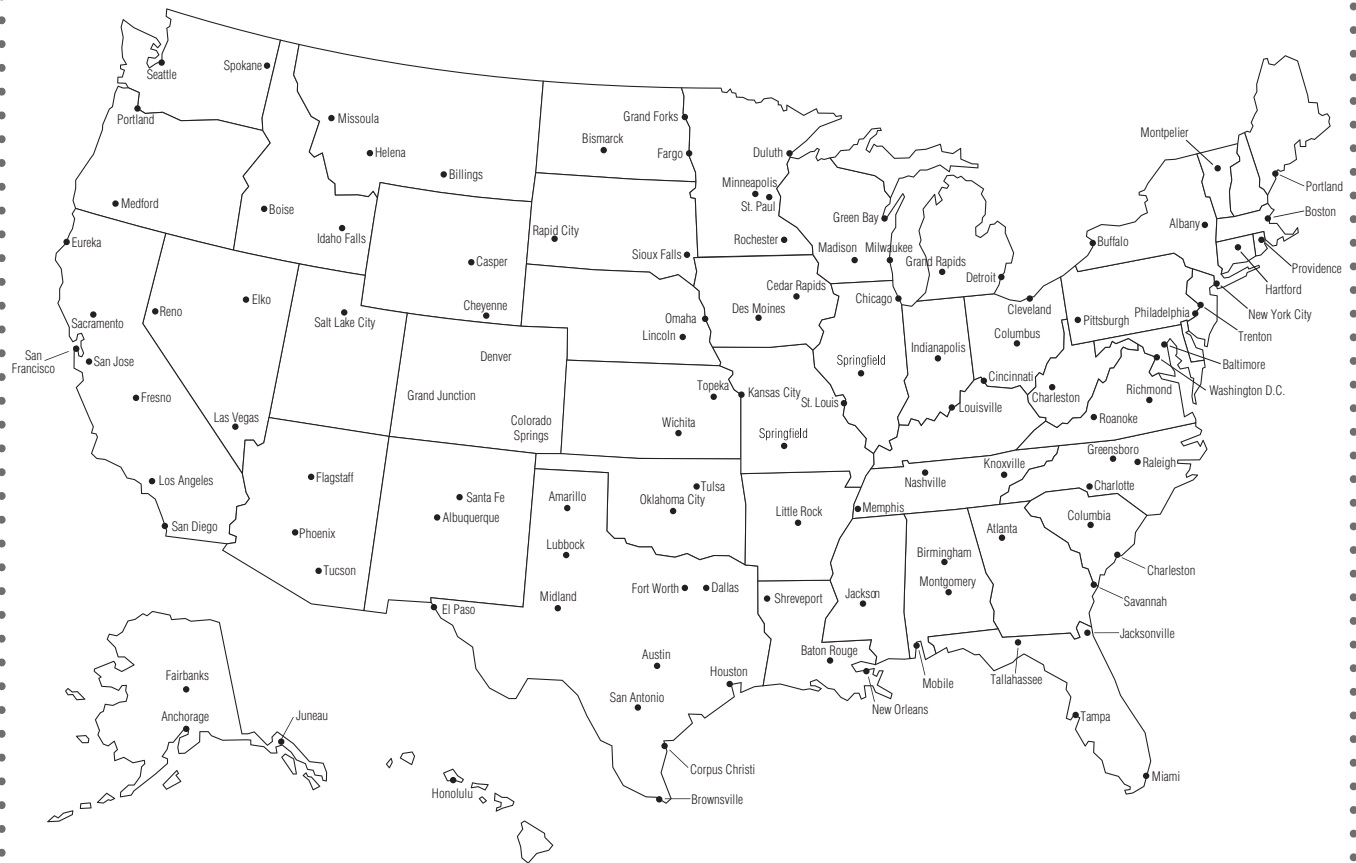 Seattle
Spokane
Portland
Medford
Missoula
Helena
Billings
Boise
Idaho Falls
Eureka
Sacramento
San
Francisco
San Jose
Fresno
Los Angeles
San Diego
Reno
Elko
Las Vegas
Salt Lake City
Casper
Cheyenne
Denver
Grand Junction
Colorado
Springs
Flagstaff
Phoenix
Tucson
Santa Fe
Albuquerque
Bismarck
Grand Forks
Fargo
Rapid City
Sioux Falls
Omaha
Lincoln
Topeka
Wichita
Tulsa
Oklahoma City
Amarillo
Lubbock
Midland
El Paso
Fort Worth
Dallas
Austin
Houston
San Antonio
Corpus Christi
Brownsville
Duluth
Minneapolis
St. Paul
Rochester
Cedar Rapids
Des Moines
Kansas City
St. Louis
Springfield
Little Rock
Shreveport
Baton Rouge
New Orleans
Green Bay
Madison
Milwaukee
Chicago
Springfield
Grand Rapids
Detroit
Indianapolis
Cleveland
Columbus
Cincinnati
Louisville
Nashville
Knoxville
Memphis
Jackson
Birmingham
Montgomery
Mobile
Atlanta
Savannah
Tallahassee
Jacksonville
Tampa
Miami
Columbia
Charleston
Greensboro
Raleigh
Charlotte
Charleston
Richmond
Roanoke
Washington D.C.
Baltimore
Pittsburgh
Philadelphia
Trenton
New York City
Buffalo
Albany
Montpelier
Portland
Boston
Providence
Hartford
Fairbanks
Anchorage
Juneau
Honolulu